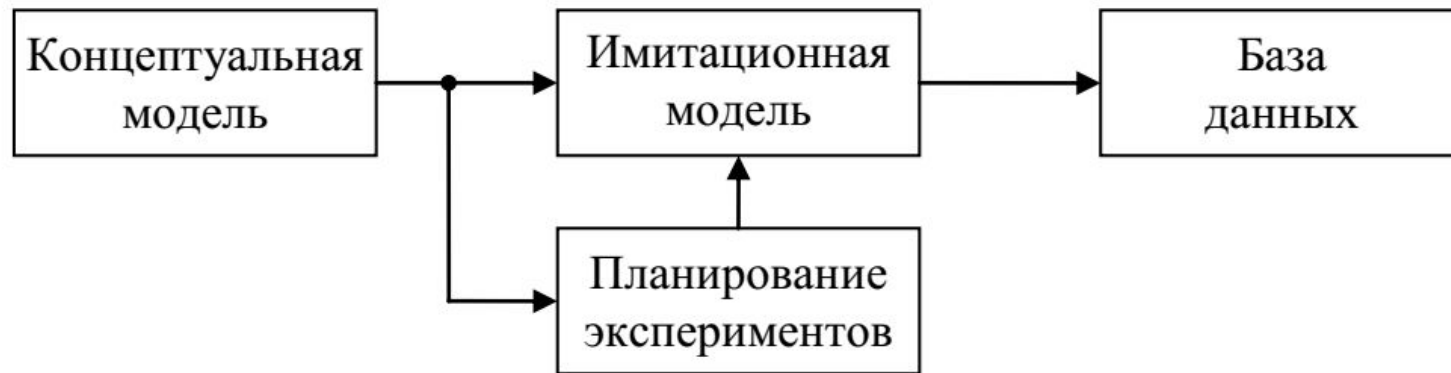 Концептуальная
модель
Имитационная
модель
База
данных
Планирование
экспериментов